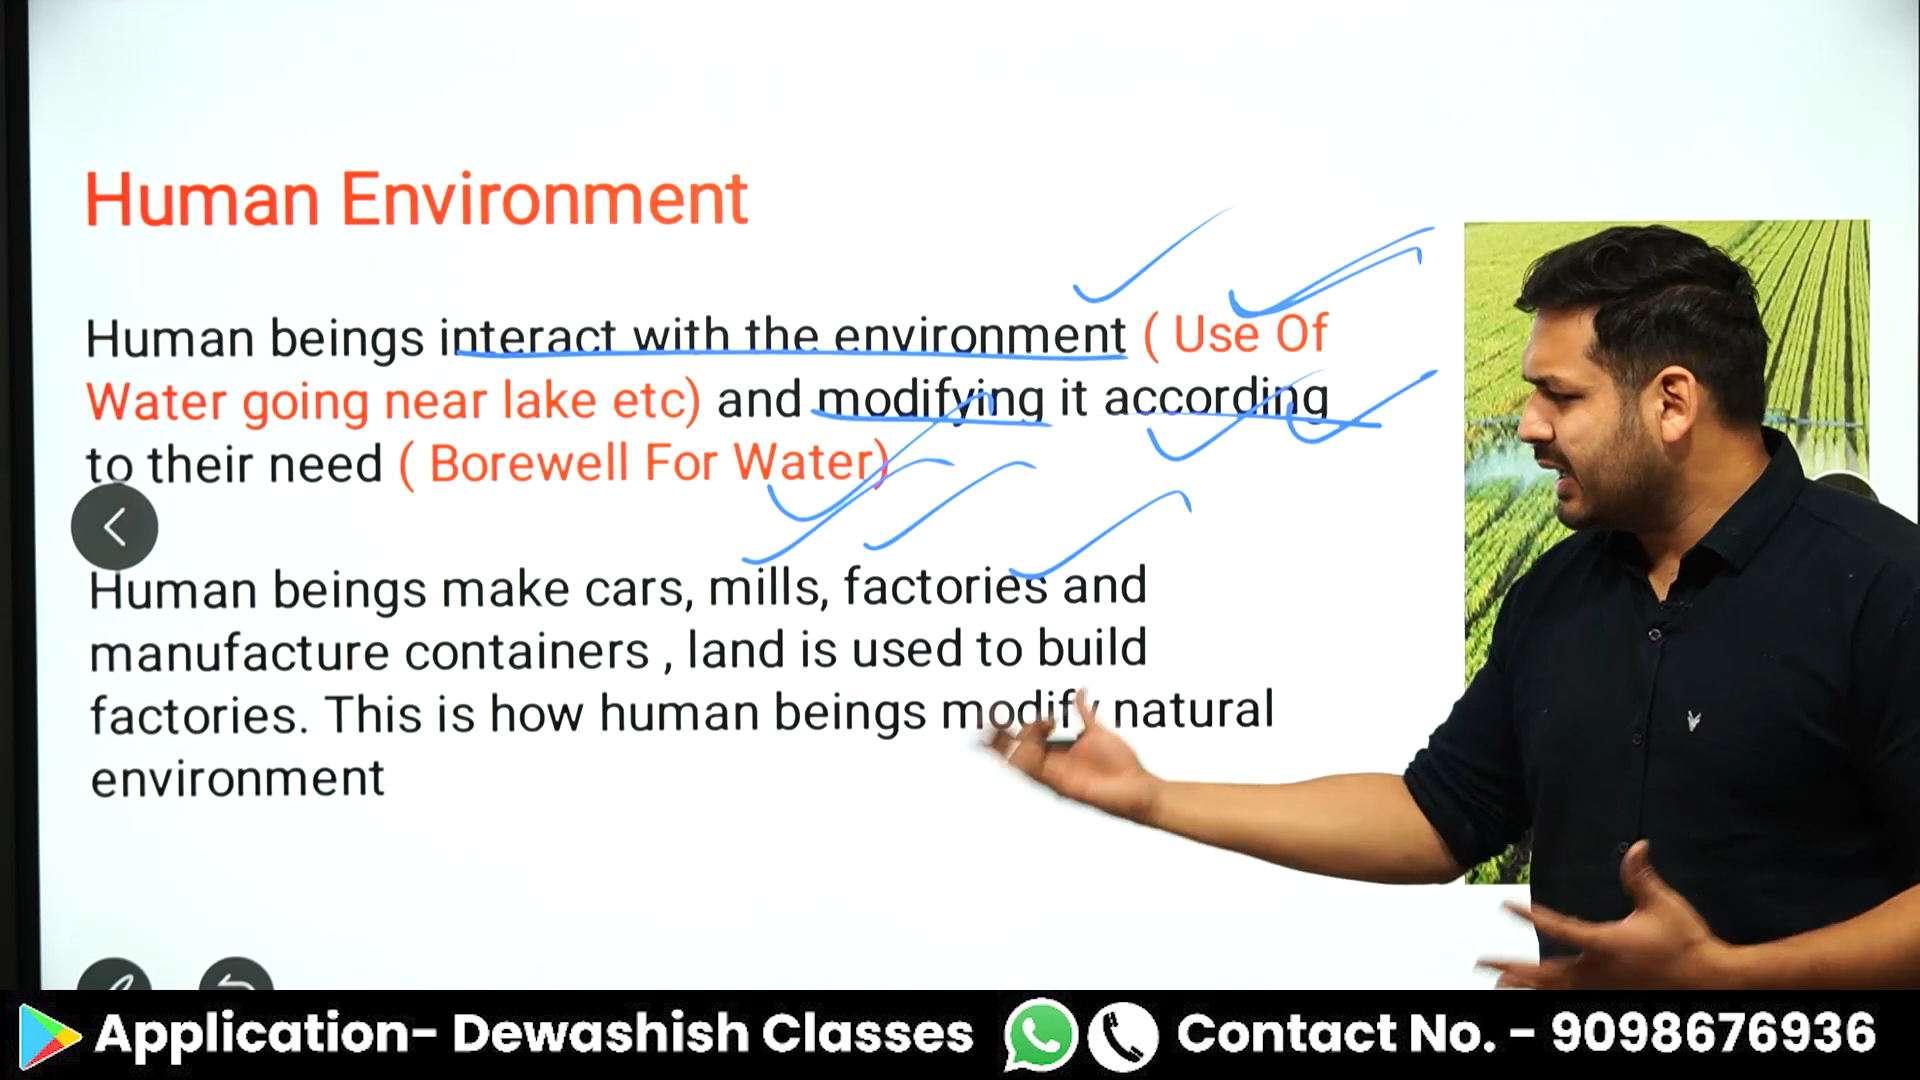 Human Environment
Human beings interact with the environment ( Use Of
Water going near lake etc) and modifying it according
to their need ( Borewell For Water)
Human beings make cars, mills, factories and
manufacture containers , land is used to build
factories. This is how human beings modify natural
environment
Application- Dewashish Classes Contact No. - 9098676936